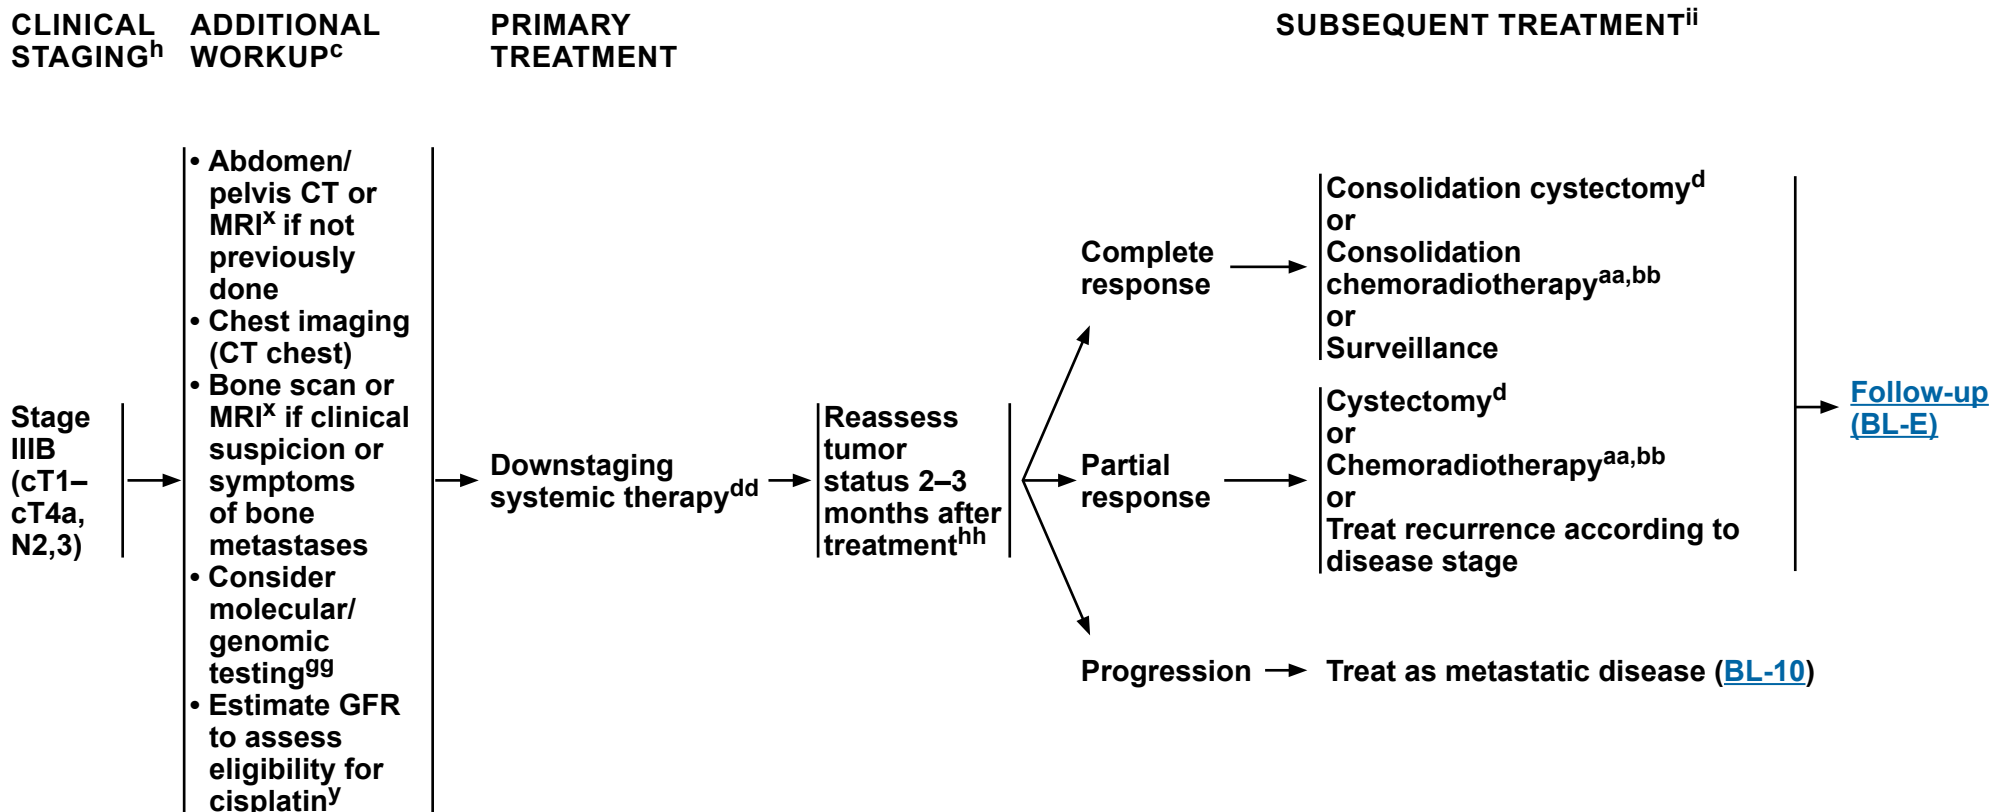 CLINICAL
STAGINGh
ADDITIONAL
WORKUPc
PRIMARY
TREATMENT
SUBSEQUENT TREATMENTii
Stage
IIIB
(cT1–
cT4a,
N2,3)
• Abdomen/
pelvis CT or
MRIx if not
previously
done
• Chest imaging
(CT chest)
• Bone scan or
MRIx if clinical
suspicion or
symptoms
of bone
metastases
• Consider
molecular/
genomic
testinggg
• Estimate GFR
to assess
eligibility for
cisplatiny
Downstaging
systemic therapydd
Reassess
tumor
status 2–3
months after
treatmenthh
Complete
response
Consolidation cystectomyd
or
Consolidation
chemoradiotherapyaa,bb
or
Surveillance
Partial
response
Cystectomyd
or
Chemoradiotherapyaa,bb
or
Treat recurrence according to
disease stage
Progression
Treat as metastatic disease (BL-10)
Follow-up
(BL-E)